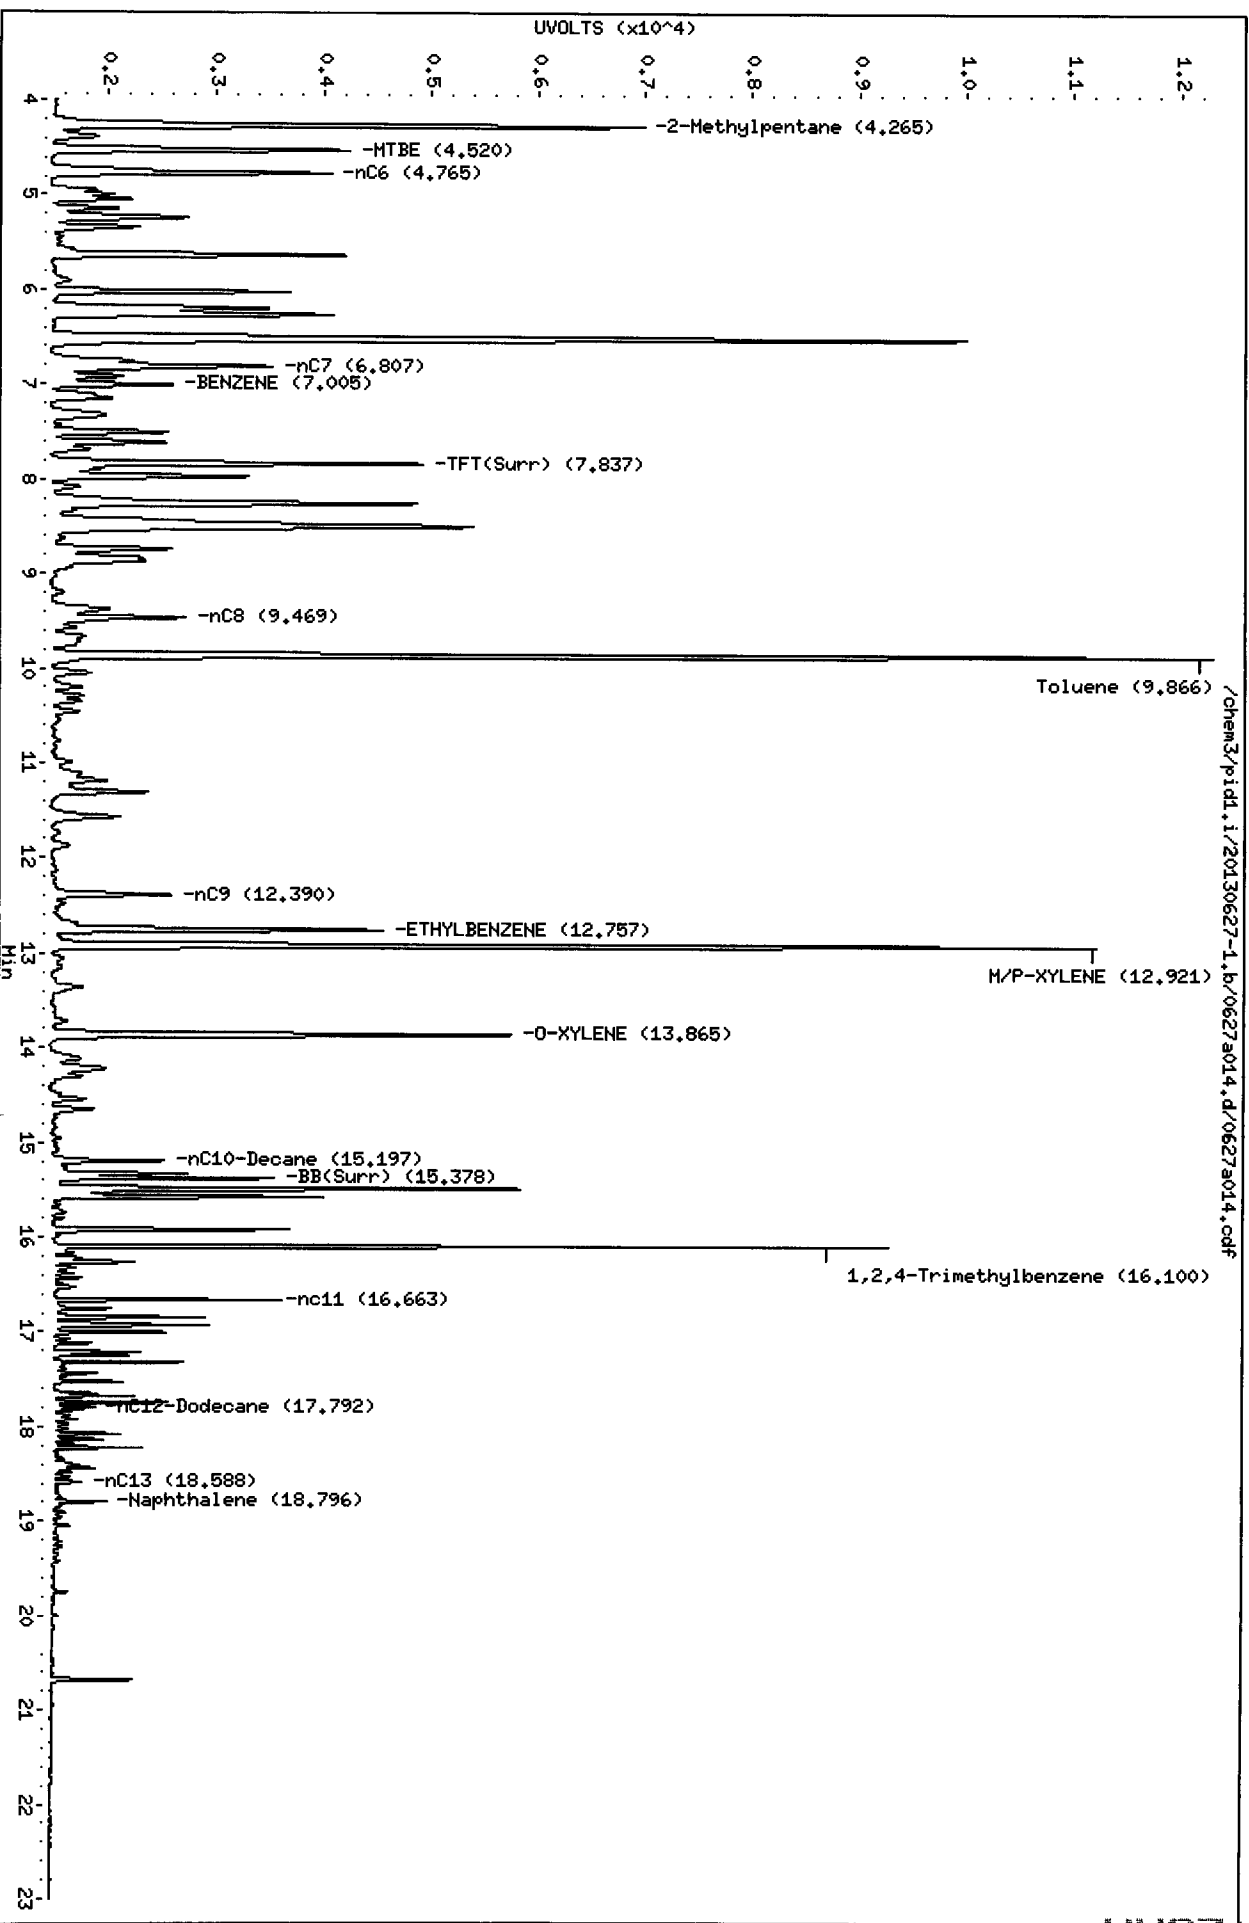 /chem3/pid1.i/20130627-1.b/0627a014.d/0627a014.cdf
UVOLTS (x10^4)
1.2
1.1
1.0
0.9
0.8
0.7
0.6
0.5
0.4
0.3
0.2
-2-Methylpentane (4.265)
-MTBE (4.520)
-nC6 (4.765)
-nC7 (6.807)
-BENZENE (7.005)
-TFT(Surr) (7.837)
-nC8 (9.469)
Toluene (9.866)
-nC9 (12.390)
-ETHYLBENZENE (12.757)
M/P-XYLENE (12.921)
-O-XYLENE (13.865)
-nC10-Decane (15.197)
-BB(Surr) (15.378)
1,2,4-Trimethylbenzene (16.100)
-nc11 (16.663)
-nC12-Dodecane (17.792)
-nC13 (18.588)
-Naphthalene (18.796)
4 5 6 7 8 9 10 11 12 13 14 15 16 17 18 19 20 21 22 23
Min